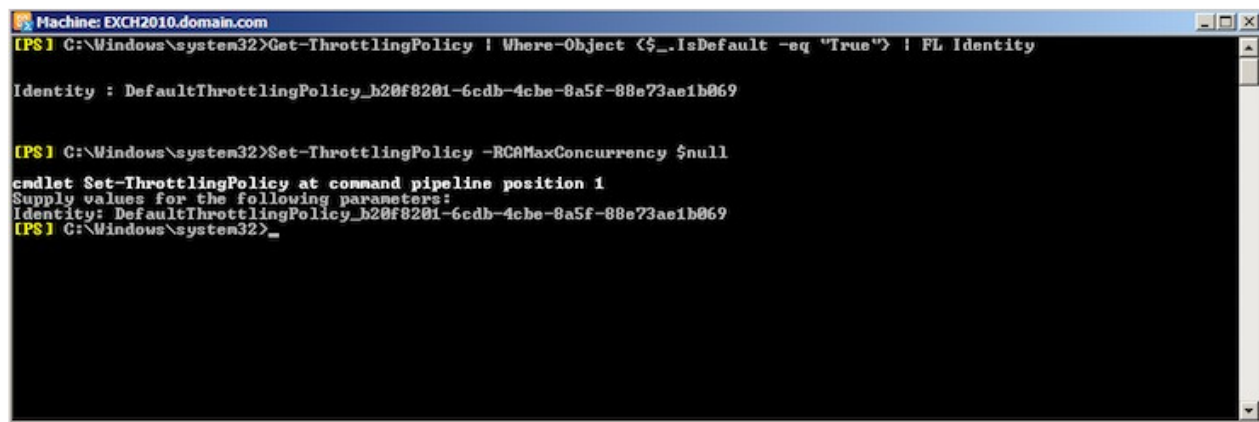 Machine: EXCH2010.domain.com
[PS] C:\Windows\system32>Get-ThrottlingPolicy | Where-Object {$_.IsDefault -eq "True"} | FL Identity
Identity : DefaultThrottlingPolicy_b20f8201-6cdb-4cbe-8a5f-88e73ae1b069
[PS] C:\Windows\system32>Set-ThrottlingPolicy -RCAMaxConcurrency $null
cmdlet Set-ThrottlingPolicy at command pipeline position 1
Supply values for the following parameters:
Identity: DefaultThrottlingPolicy_b20f8201-6cdb-4cbe-8a5f-88e73ae1b069
[PS] C:\Windows\system32>_